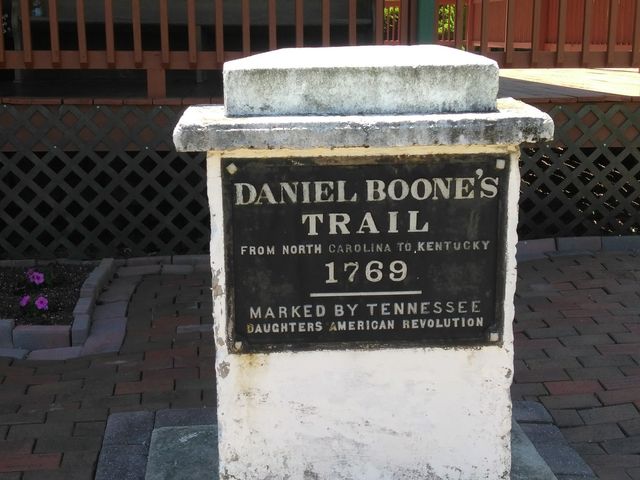 DANIEL BOONE'S
TRAIL
FROM NORTH CAROLINA TO KENTUCKY
1769
MARKED BY TENNESSEE
DAUGHTERS AMERICAN REVOLUTION